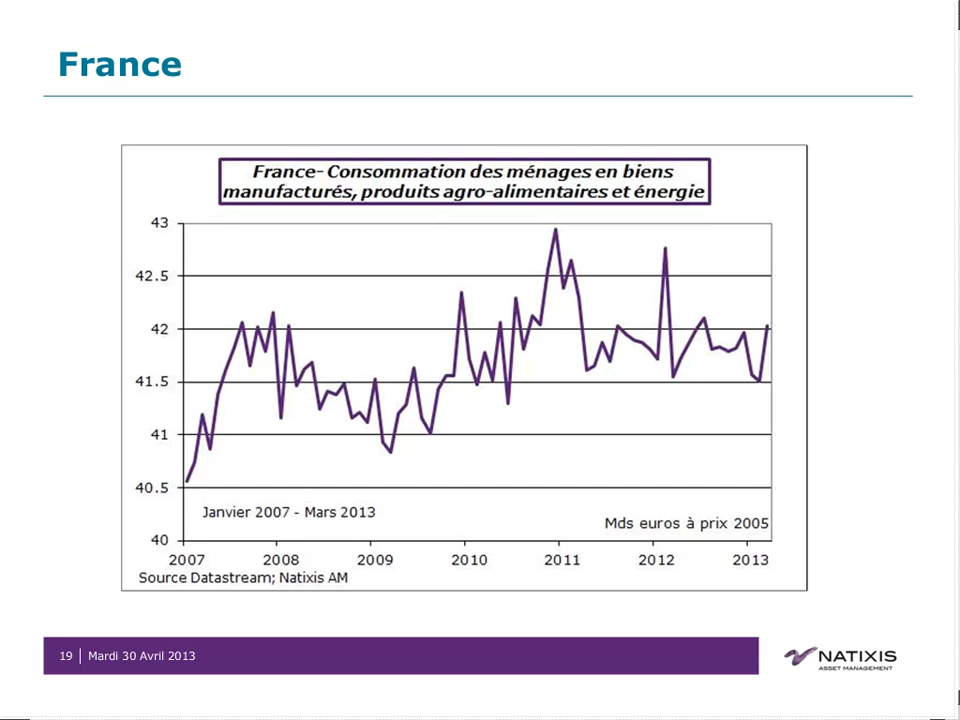 France
France- Consommation des ménages en biens
manufacturés, produits agro-alimentaires et énergie
43
42.5
42
41.5
41
40.5
40
Janvier 2007 - Mars 2013
Mds euros à prix 2005
2007 2008 2009 2010 2011 2012 2013
Source Datastream; Natixis AM
19 Mardi 30 Avril 2013
NATIXIS
ASSET MANAGEMENT